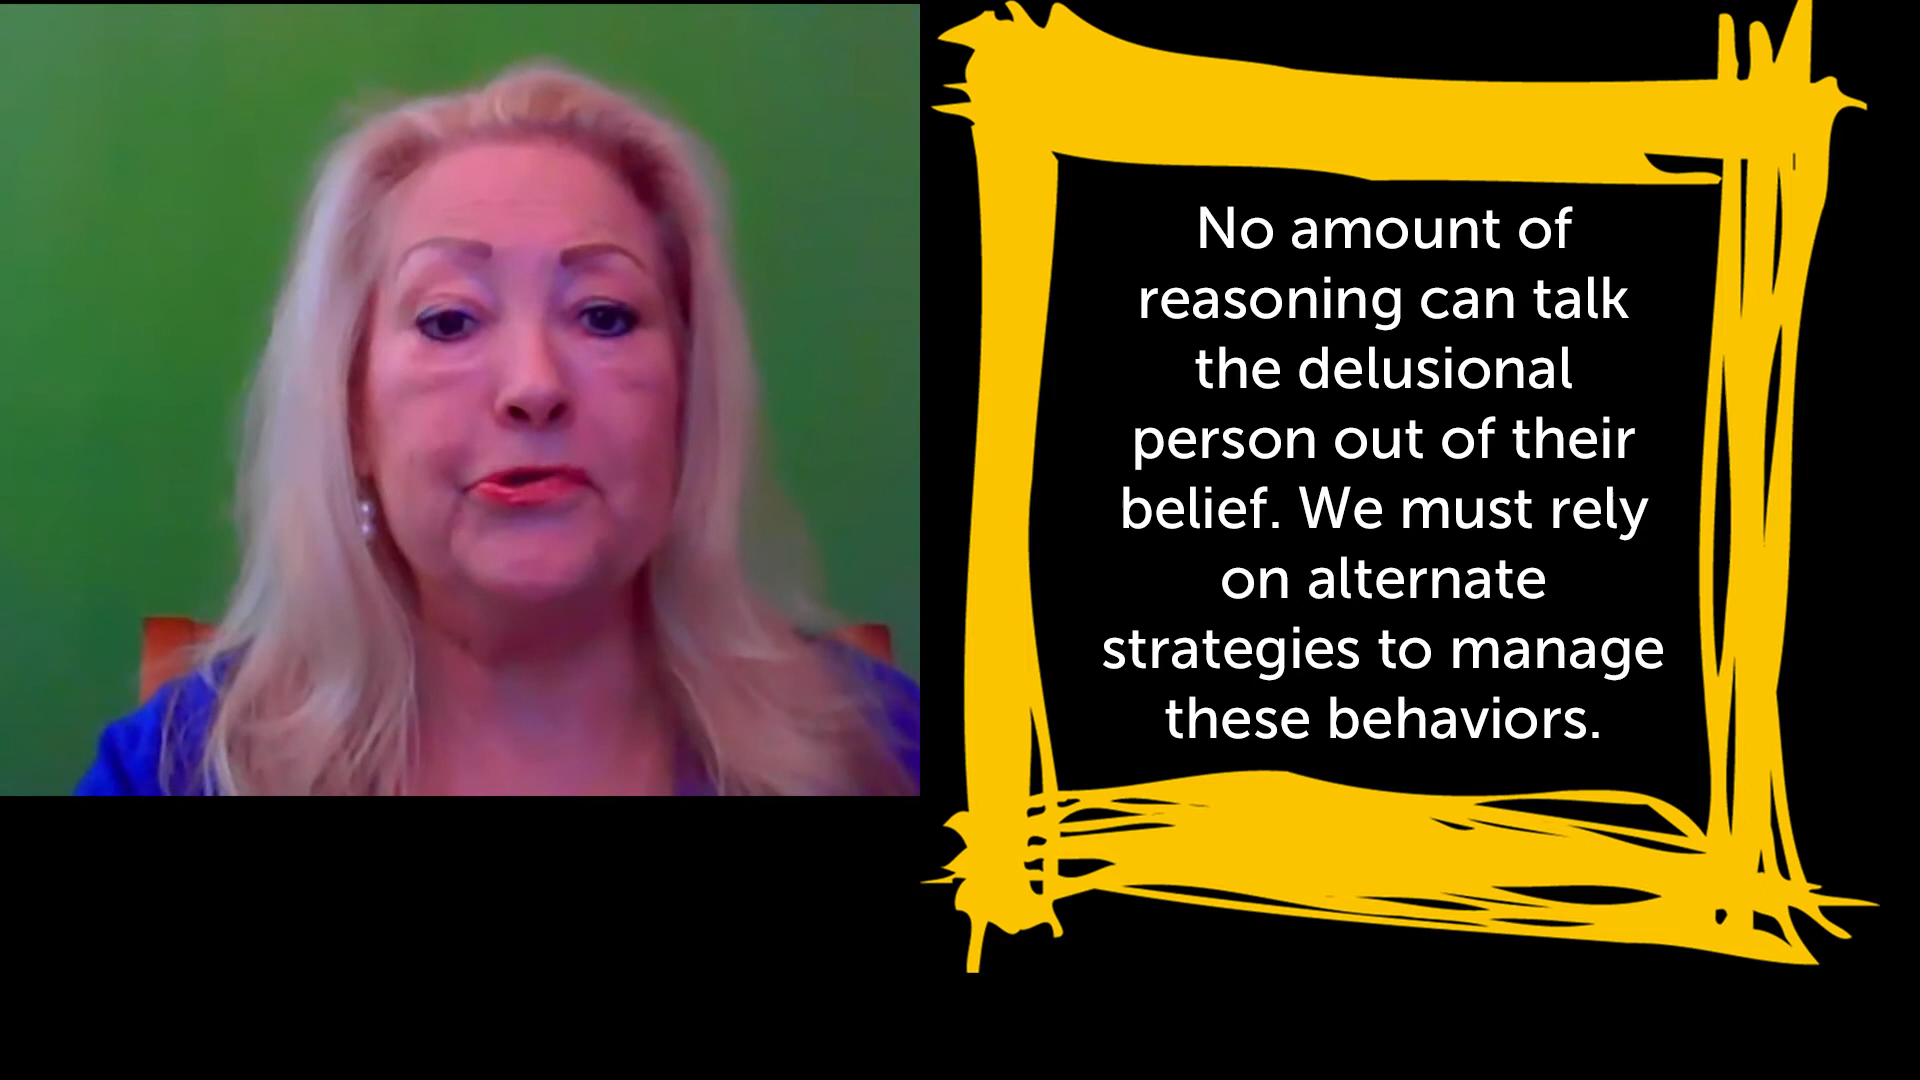 No amount of
reasoning can talk
the delusional
person out of their
belief. We must rely
on alternate
strategies to manage
these behaviors.